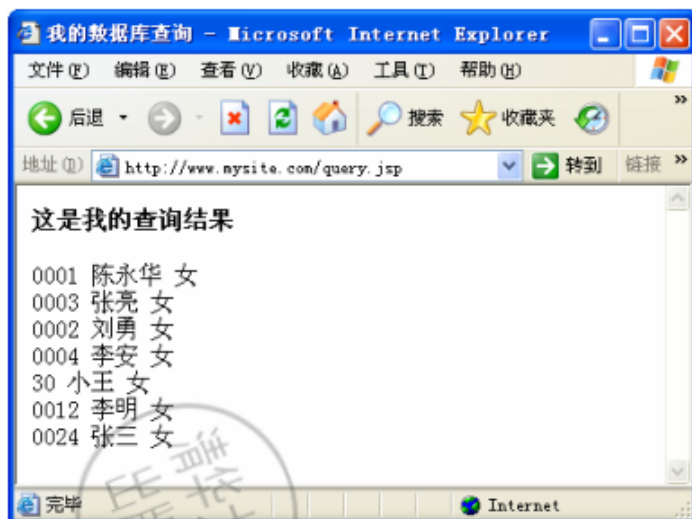 我的数据库查询 - Microsoft Internet Explorer
文件(F) 编辑(E) 查看(V) 收藏(A) 工具(T) 帮助(H)
后退 搜索 收藏夹 »
地址(D) http://www.mysite.com/query.jsp 转到 链接 »
这是我的查询结果
0001 陈永华 女
0003 张亮 女
0002 刘勇 女
0004 李安 女
30 小王 女
0012 李明 女
0024 张三 女
完毕 Internet